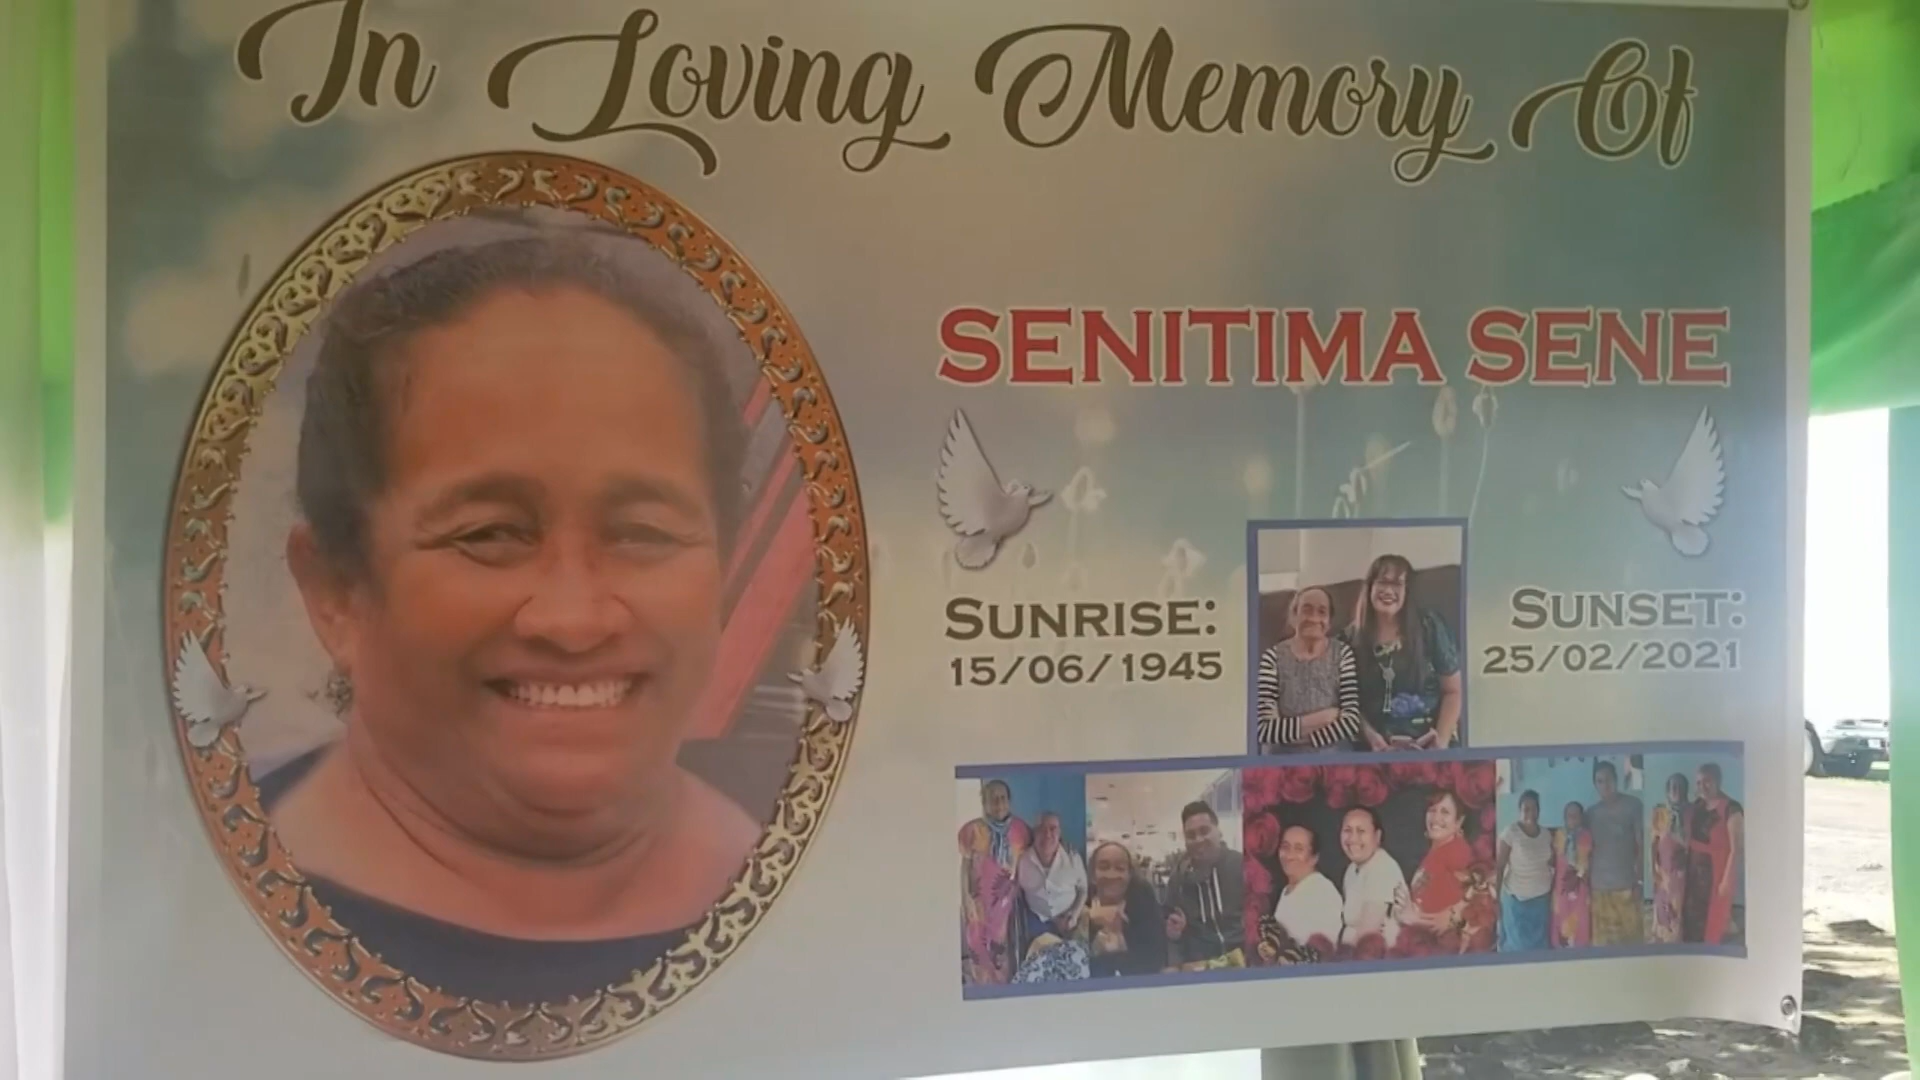 In Loving Memory Of
SENITIMA SENE
SUNRISE:
15/06/1945
SUNSET:
25/02/2021